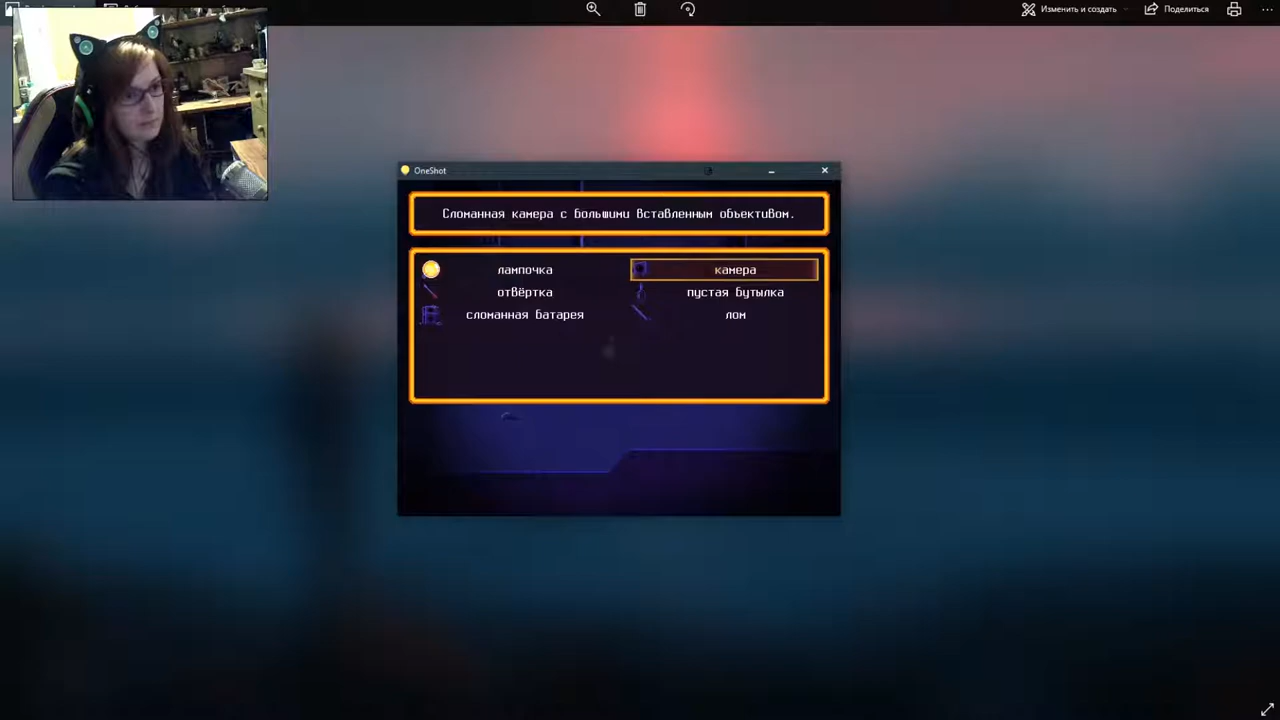 Изменить и создать
Поделиться
OneShot
Сломанная камера с большими вставленным объективом.
лампочка
камера
отвёртка
пустая бутылка
сломанная батарея
лом